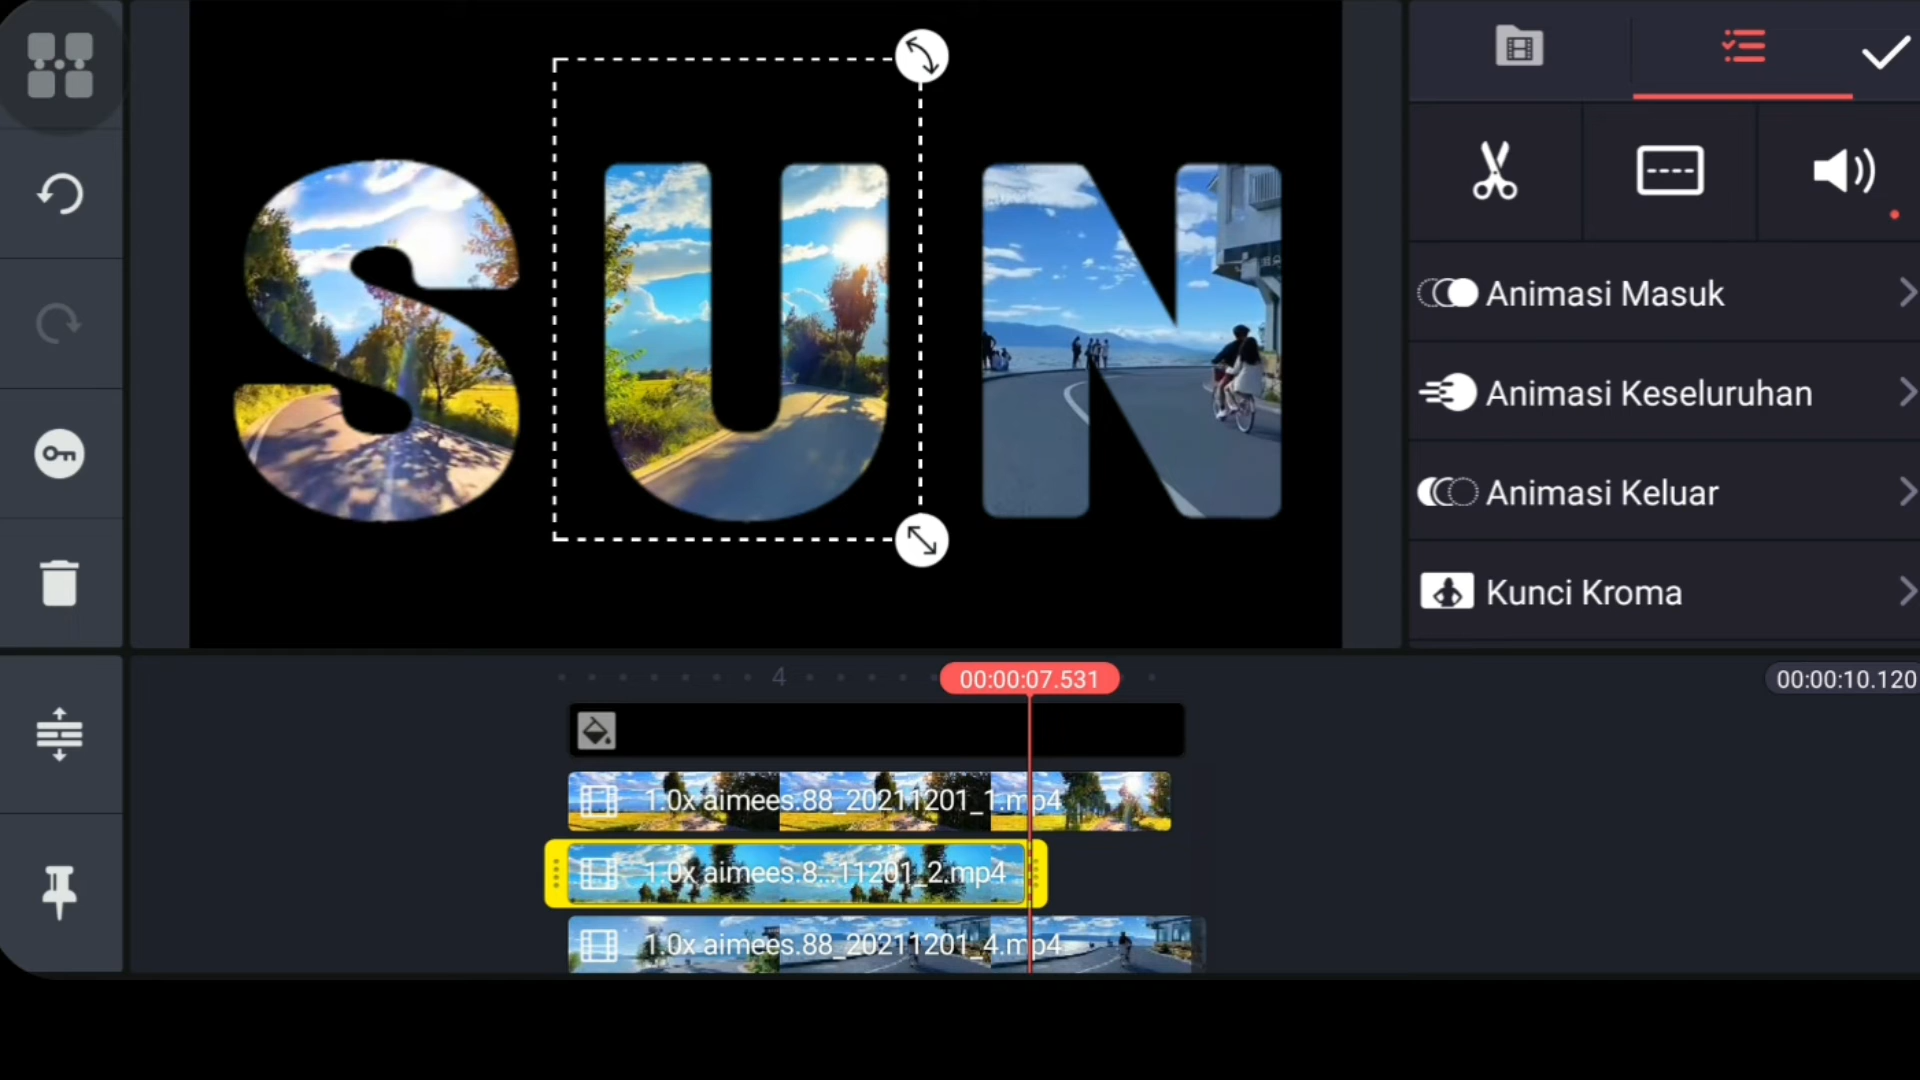 SUN
Animasi Masuk
Animasi Keseluruhan
Animasi Keluar
Kunci Kroma
4
00:00:07.531
00:00:10.120
1.0x aimees.88_20211201_1.mp4
1.0x aimees.8...11201_2.mp4
1.0x aimees.88_20211201_4.mp4